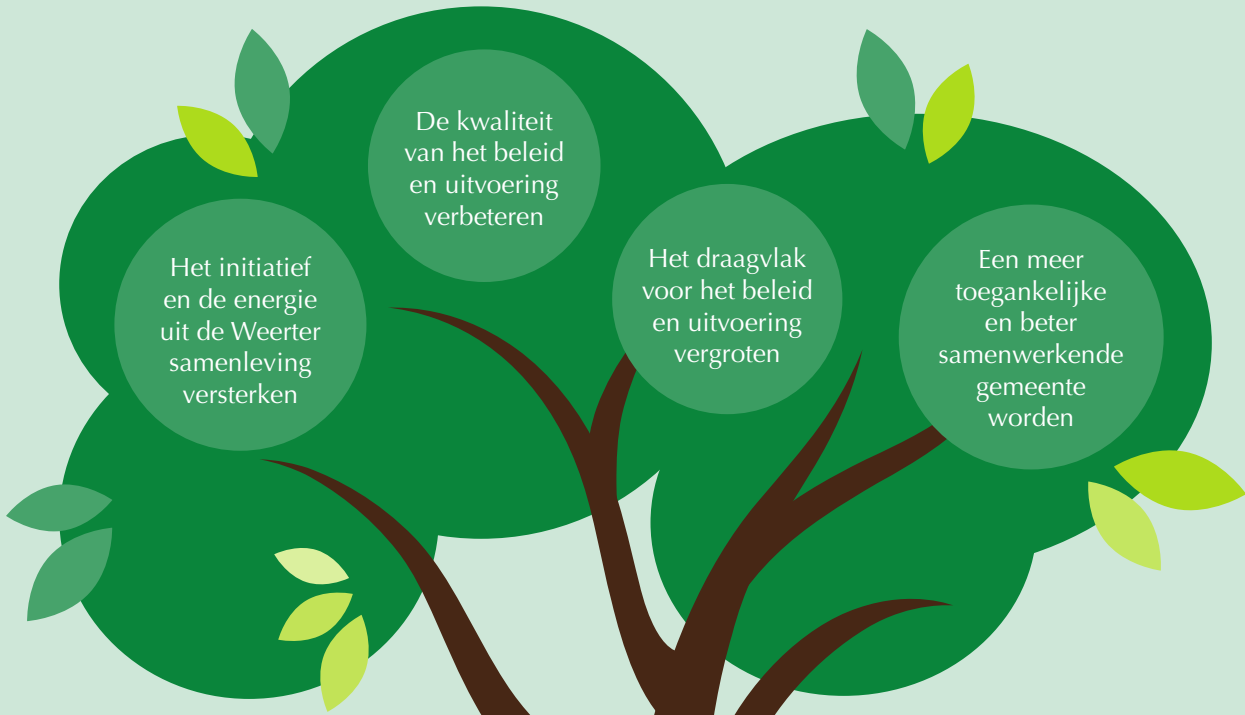 Het initiatief
en de energie
uit de Weerter
samenleving
versterken
De kwaliteit
van het beleid
en uitvoering
verbeteren
Het draagvlak
voor het beleid
en uitvoering
vergroten
Een meer
toegankelijke
en beter
samenwerkende
gemeente
worden